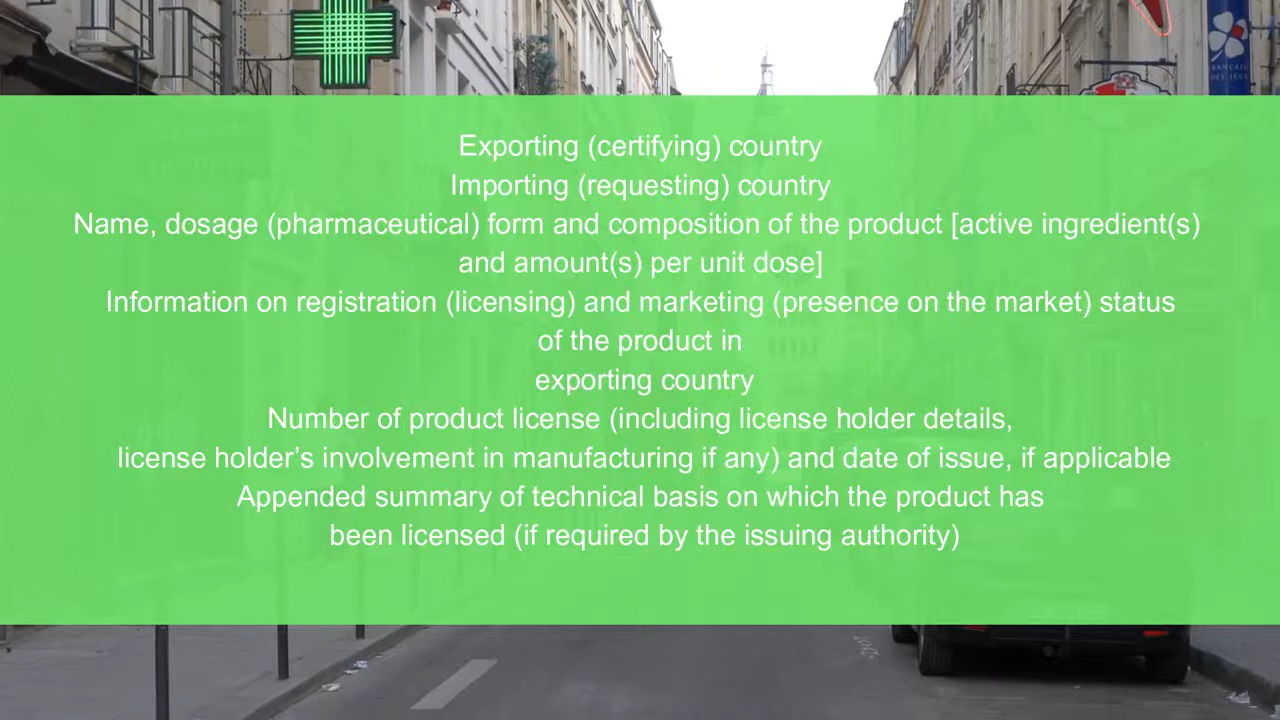 FRANÇAISE
DES JEUX
Exporting (certifying) country
Importing (requesting) country
Name, dosage (pharmaceutical) form and composition of the product [active ingredient(s)
and amount(s) per unit dose]
Information on registration (licensing) and marketing (presence on the market) status
of the product in
exporting country
Number of product license (including license holder details,
license holder’s involvement in manufacturing if any) and date of issue, if applicable
Appended summary of technical basis on which the product has
been licensed (if required by the issuing authority)